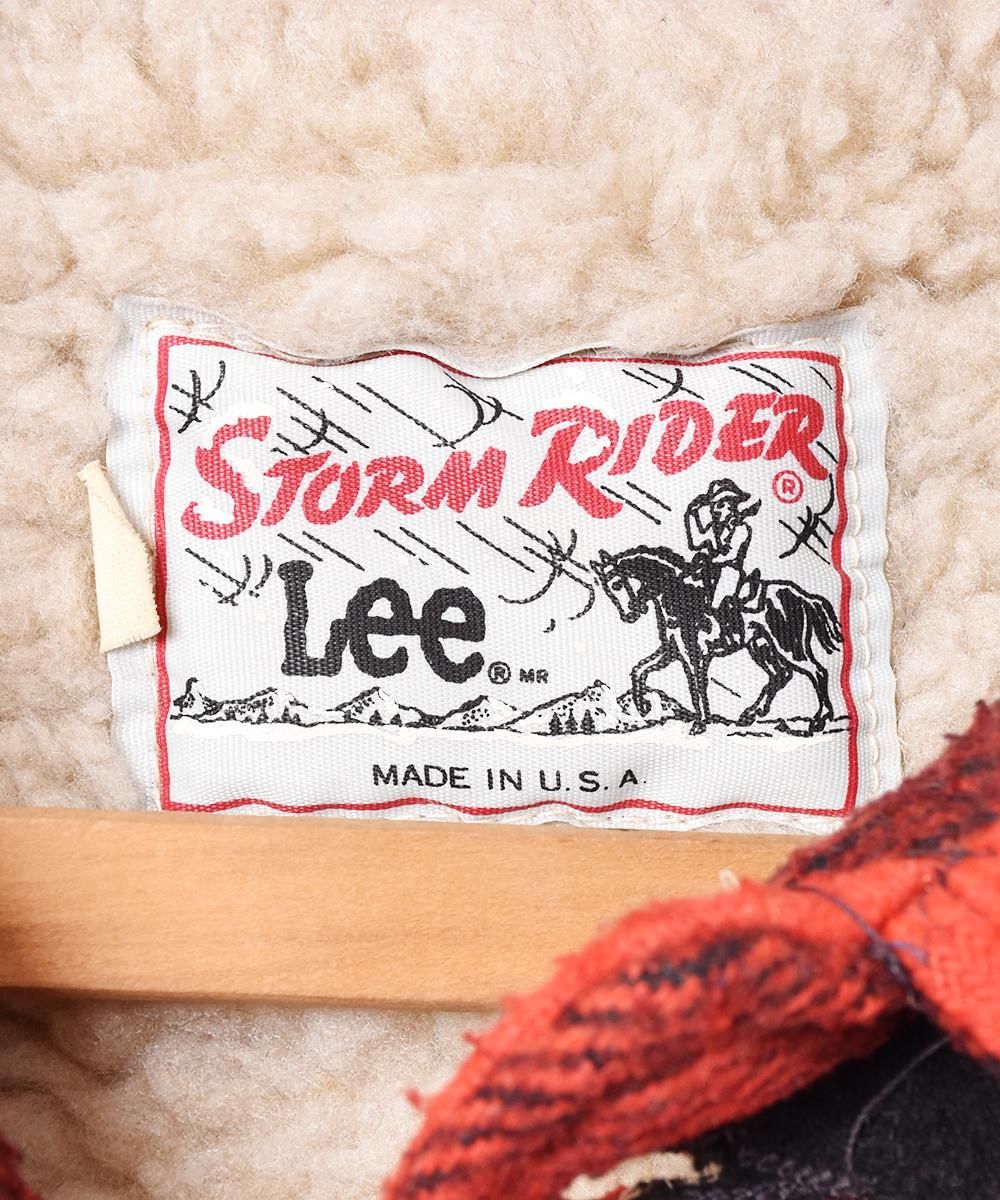 STORM RIDER ®
Lee ® MR
MADE IN U.S.A.